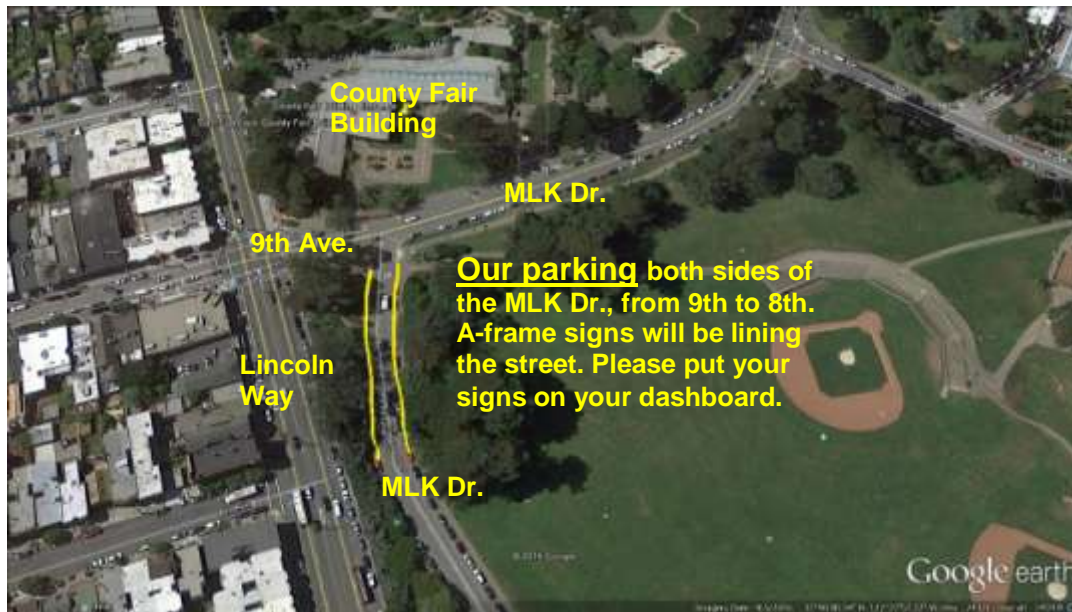 County Fair
Building
MLK Dr.
9th Ave.
Our parking both sides of
the MLK Dr., from 9th to 8th.
A-frame signs will be lining
the street. Please put your
signs on your dashboard.
Lincoln
Way
MLK Dr.
Google earth